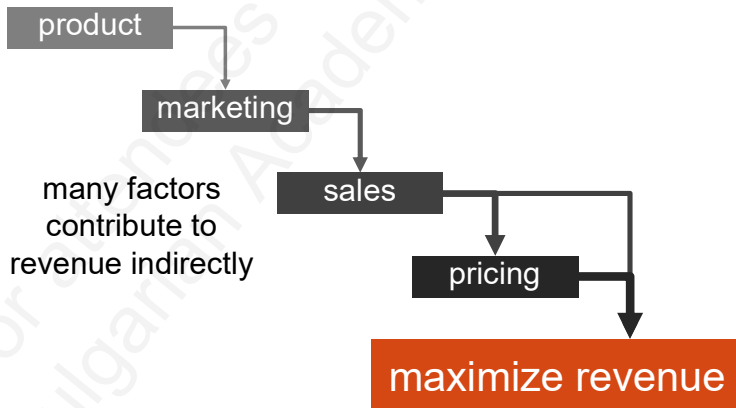 product
marketing
sales
many factors
contribute to
revenue indirectly
pricing
maximize revenue